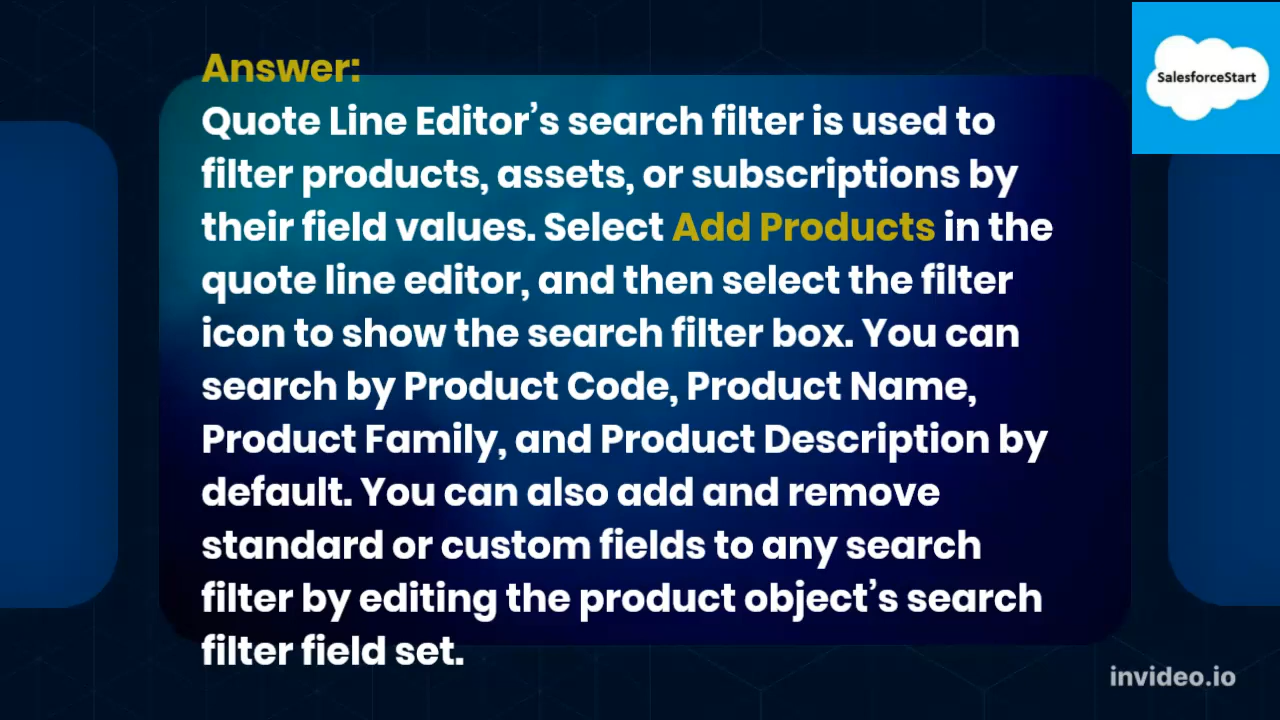 SalesforceStart
Answer:
Quote Line Editor’s search filter is used to
filter products, assets, or subscriptions by
their field values. Select Add Products in the
quote line editor, and then select the filter
icon to show the search filter box. You can
search by Product Code, Product Name,
Product Family, and Product Description by
default. You can also add and remove
standard or custom fields to any search
filter by editing the product object’s search
filter field set.
invideo.io